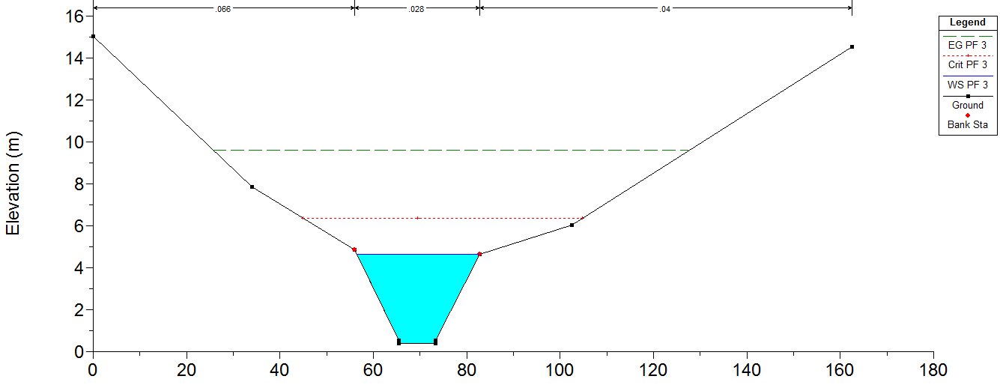 .066 .028 .04
16
14
12
10
8
6
4
2
0
Elevation (m)
0 20 40 60 80 100 120 140 160 180
Legend
EG PF 3
Crit PF 3
WS PF 3
Ground
Bank Sta